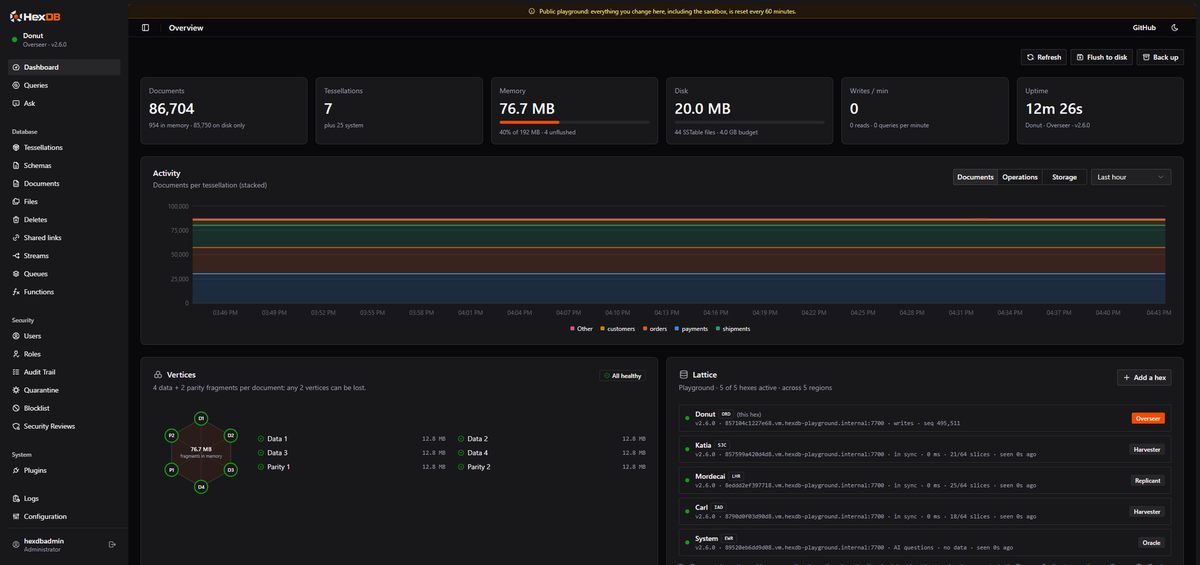 HexDB
Donut
Overseer · v2.6.0
Dashboard
Queries
Ask
Database
Tessellations
Schemas
Documents
Files
Deletes
Shared links
Streams
Queues
Functions
Security
Users
Roles
Audit Trail
Quarantine
Blocklist
Security Reviews
System
Plugins
Logs
Configuration
hexdbadmin
Administrator
Public playground: everything you change here, including the sandbox, is reset every 60 minutes.
Overview
GitHub
Refresh
Flush to disk
Back up
Documents
86,704
954 in memory · 85,750 on disk only
Tessellations
7
plus 25 system
Memory
76.7 MB
40% of 192 MB · 4 unflushed
Disk
20.0 MB
44 SSTable files · 4.0 GB budget
Writes / min
0
0 reads · 0 queries per minute
Uptime
12m 26s
Donut · Overseer · v2.6.0
Activity
Documents per tessellation (stacked)
Documents
Operations
Storage
Last hour
100,000
75,000
50,000
25,000
0
03:46 PM
03:49 PM
03:52 PM
03:55 PM
03:58 PM
04:01 PM
04:04 PM
04:07 PM
04:10 PM
04:13 PM
04:16 PM
04:19 PM
04:22 PM
04:25 PM
04:28 PM
04:31 PM
04:34 PM
04:37 PM
04:40 PM
04:43 PM
Other
customers
orders
payments
shipments
Vertices
All healthy
4 data + 2 parity fragments per document; any 2 vertices can be lost.
D1
P2
D2
76.7 MB
fragments in memory
P1
D3
D4
Data 1 12.8 MB
Data 2 12.8 MB
Data 3 12.8 MB
Data 4 12.8 MB
Parity 1 12.8 MB
Parity 2 12.8 MB
Lattice
Playground · 5 of 5 hexes active · across 5 regions
+ Add a hex
Donut ORD (this hex)
Overseer
Katia SJC
Harvester
Mordecai LHR
Replicant
Carl IAD
Harvester
System EWR
Oracle